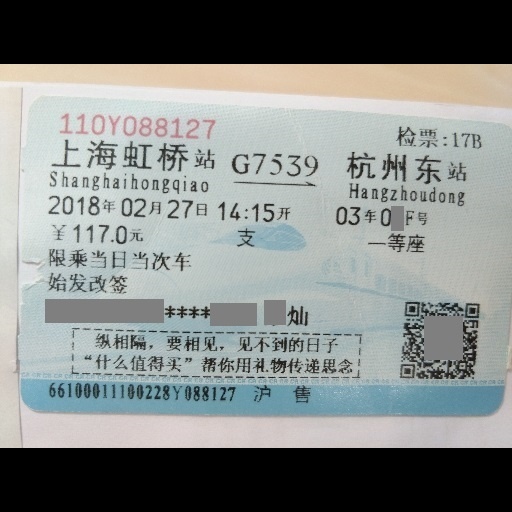 110Y088127
检票:17B
上海虹桥站 G7539 杭州东站
Shanghaihongqiao Hangzhoudong
2018年02月27日 14:15开 03车0 F号
￥117.0元 支 一等座
限乘当日当次车
始发改签
**** 灿
纵相隔，要相见，见不到的日子
“什么值得买”帮你用礼物传递思念
66100011100228Y088127 沪售